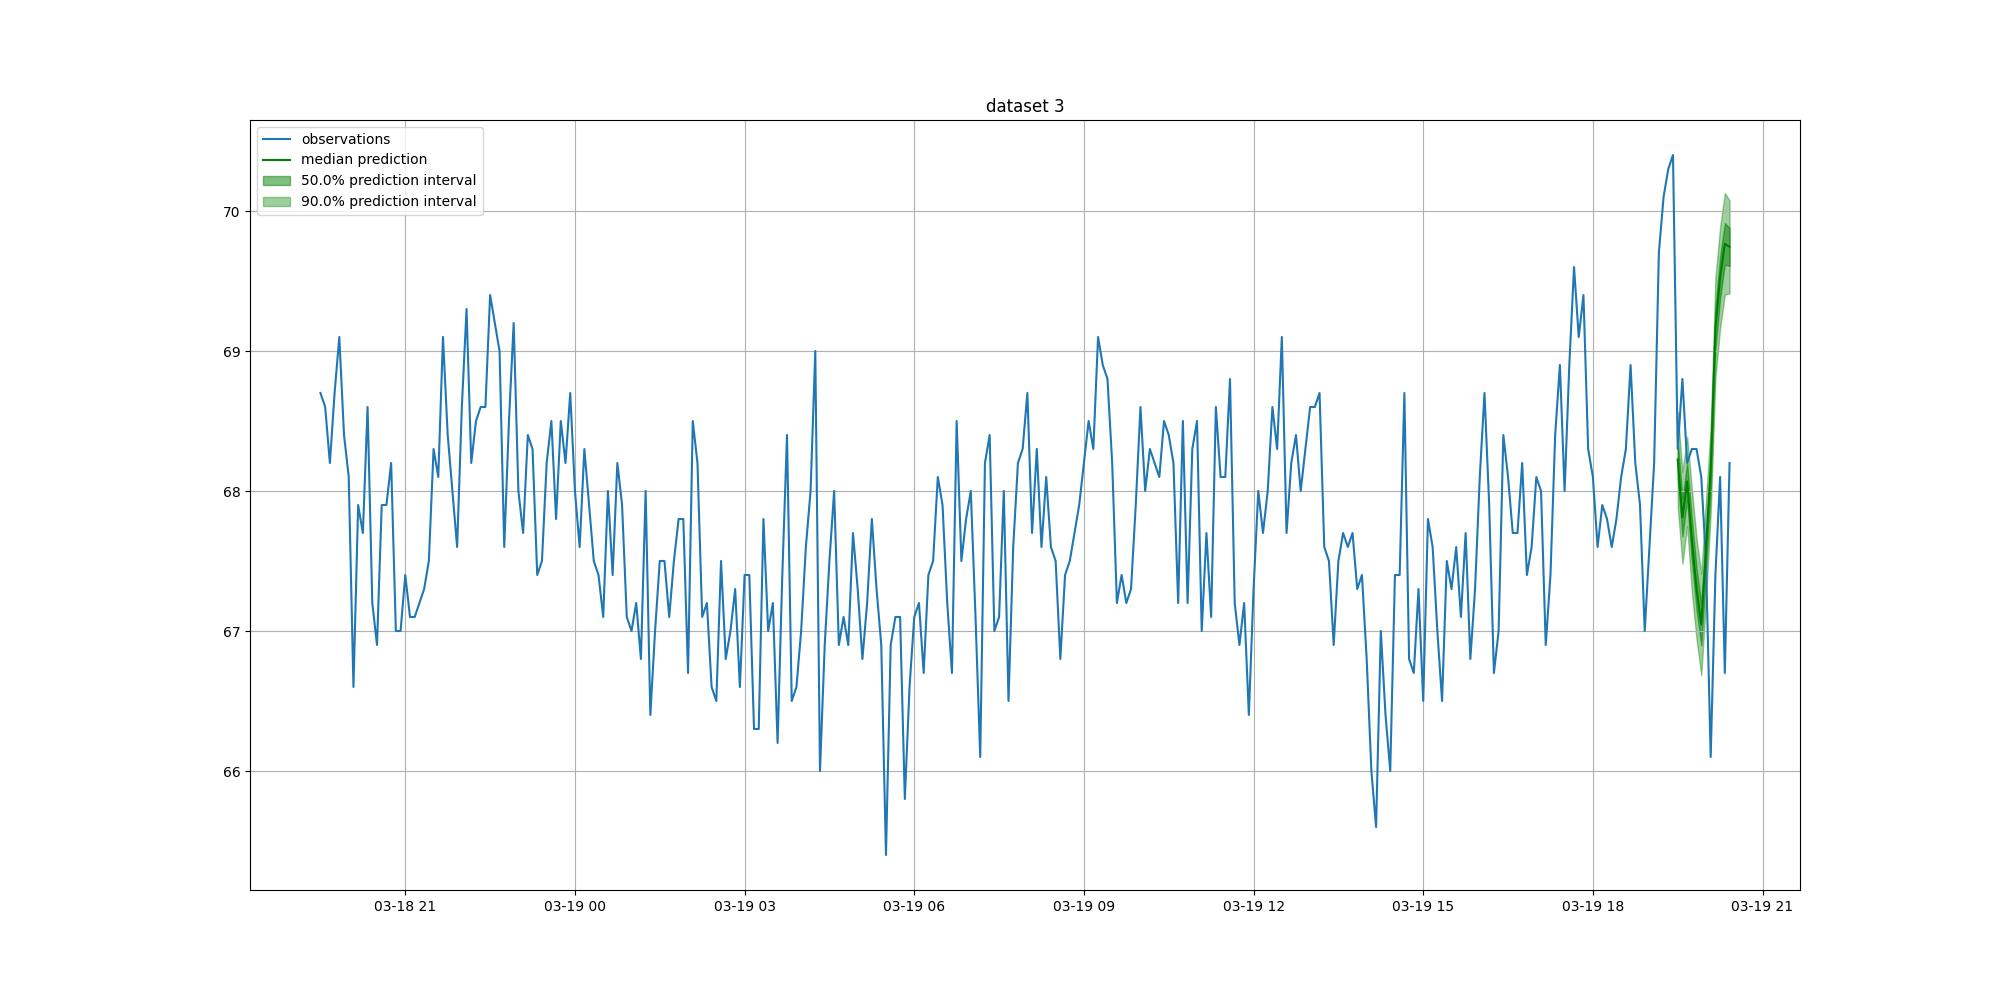 dataset 3
observations
median prediction
50.0% prediction interval
90.0% prediction interval
70
69
68
67
66
03-18 21
03-19 00
03-19 03
03-19 06
03-19 09
03-19 12
03-19 15
03-19 18
03-19 21